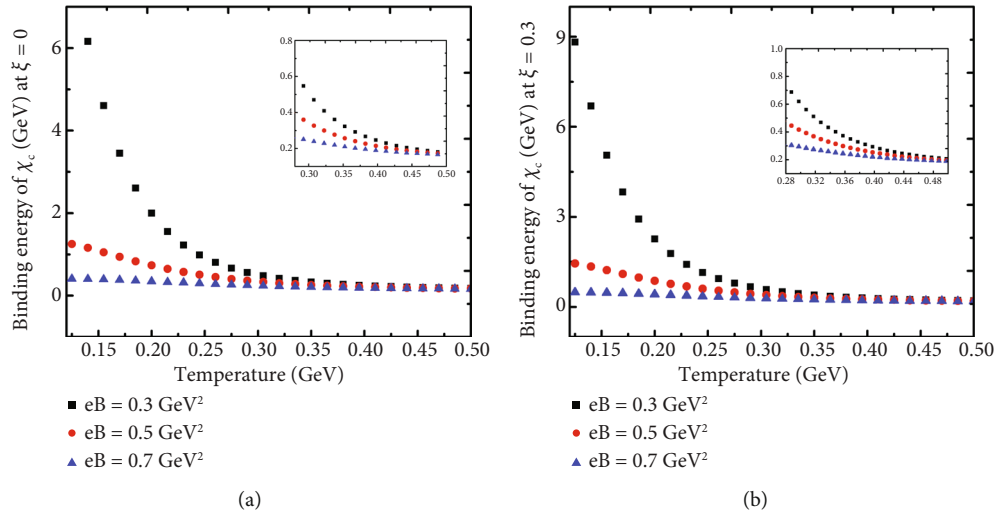 Binding energy of χc (GeV) at ξ = 0
6
4
2
0
0.15 0.20 0.25 0.30 0.35 0.40 0.45 0.50
Temperature (GeV)
0.8
0.6
0.4
0.2
0.30 0.35 0.40 0.45 0.50
eB = 0.3 GeV²
eB = 0.5 GeV²
eB = 0.7 GeV²
(a)
Binding energy of χc (GeV) at ξ = 0.3
9
6
3
0
0.15 0.20 0.25 0.30 0.35 0.40 0.45 0.50
Temperature (GeV)
1.0
0.8
0.6
0.4
0.2
0.28 0.32 0.36 0.40 0.44 0.48
eB = 0.3 GeV²
eB = 0.5 GeV²
eB = 0.7 GeV²
(b)